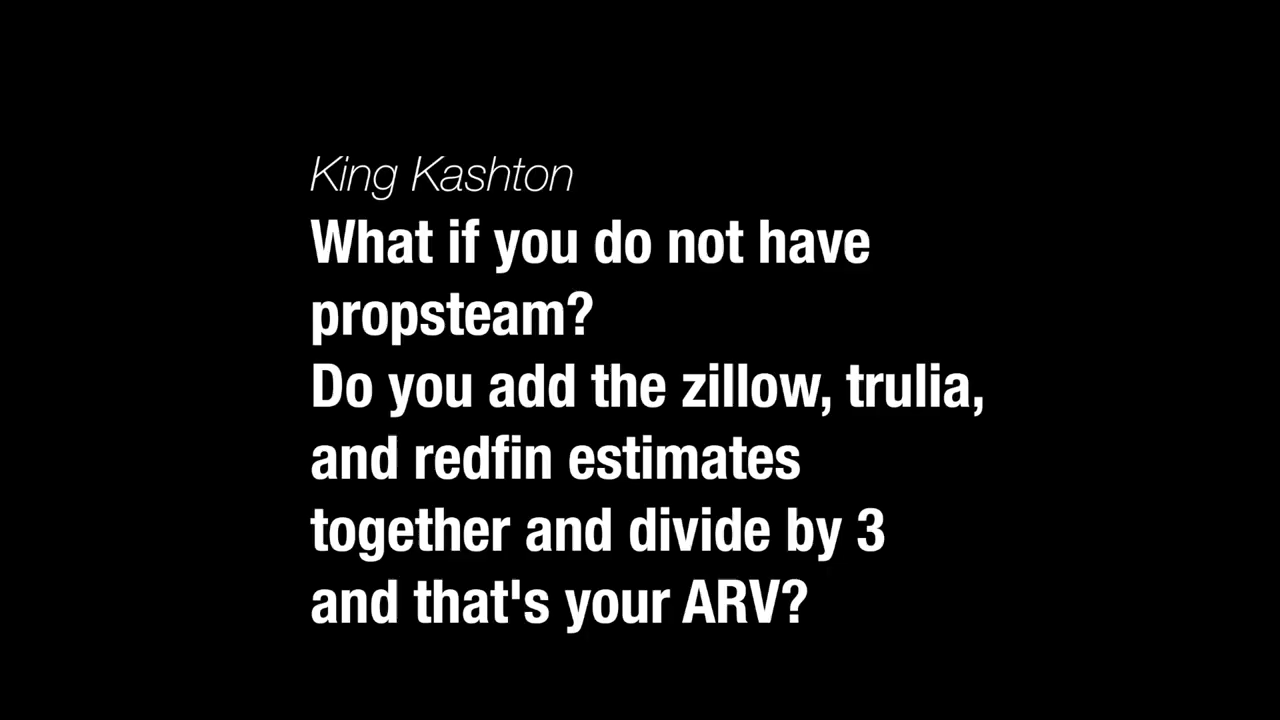 King Kashton
What if you do not have
propsteam?
Do you add the zillow, trulia,
and redfin estimates
together and divide by 3
and that's your ARV?